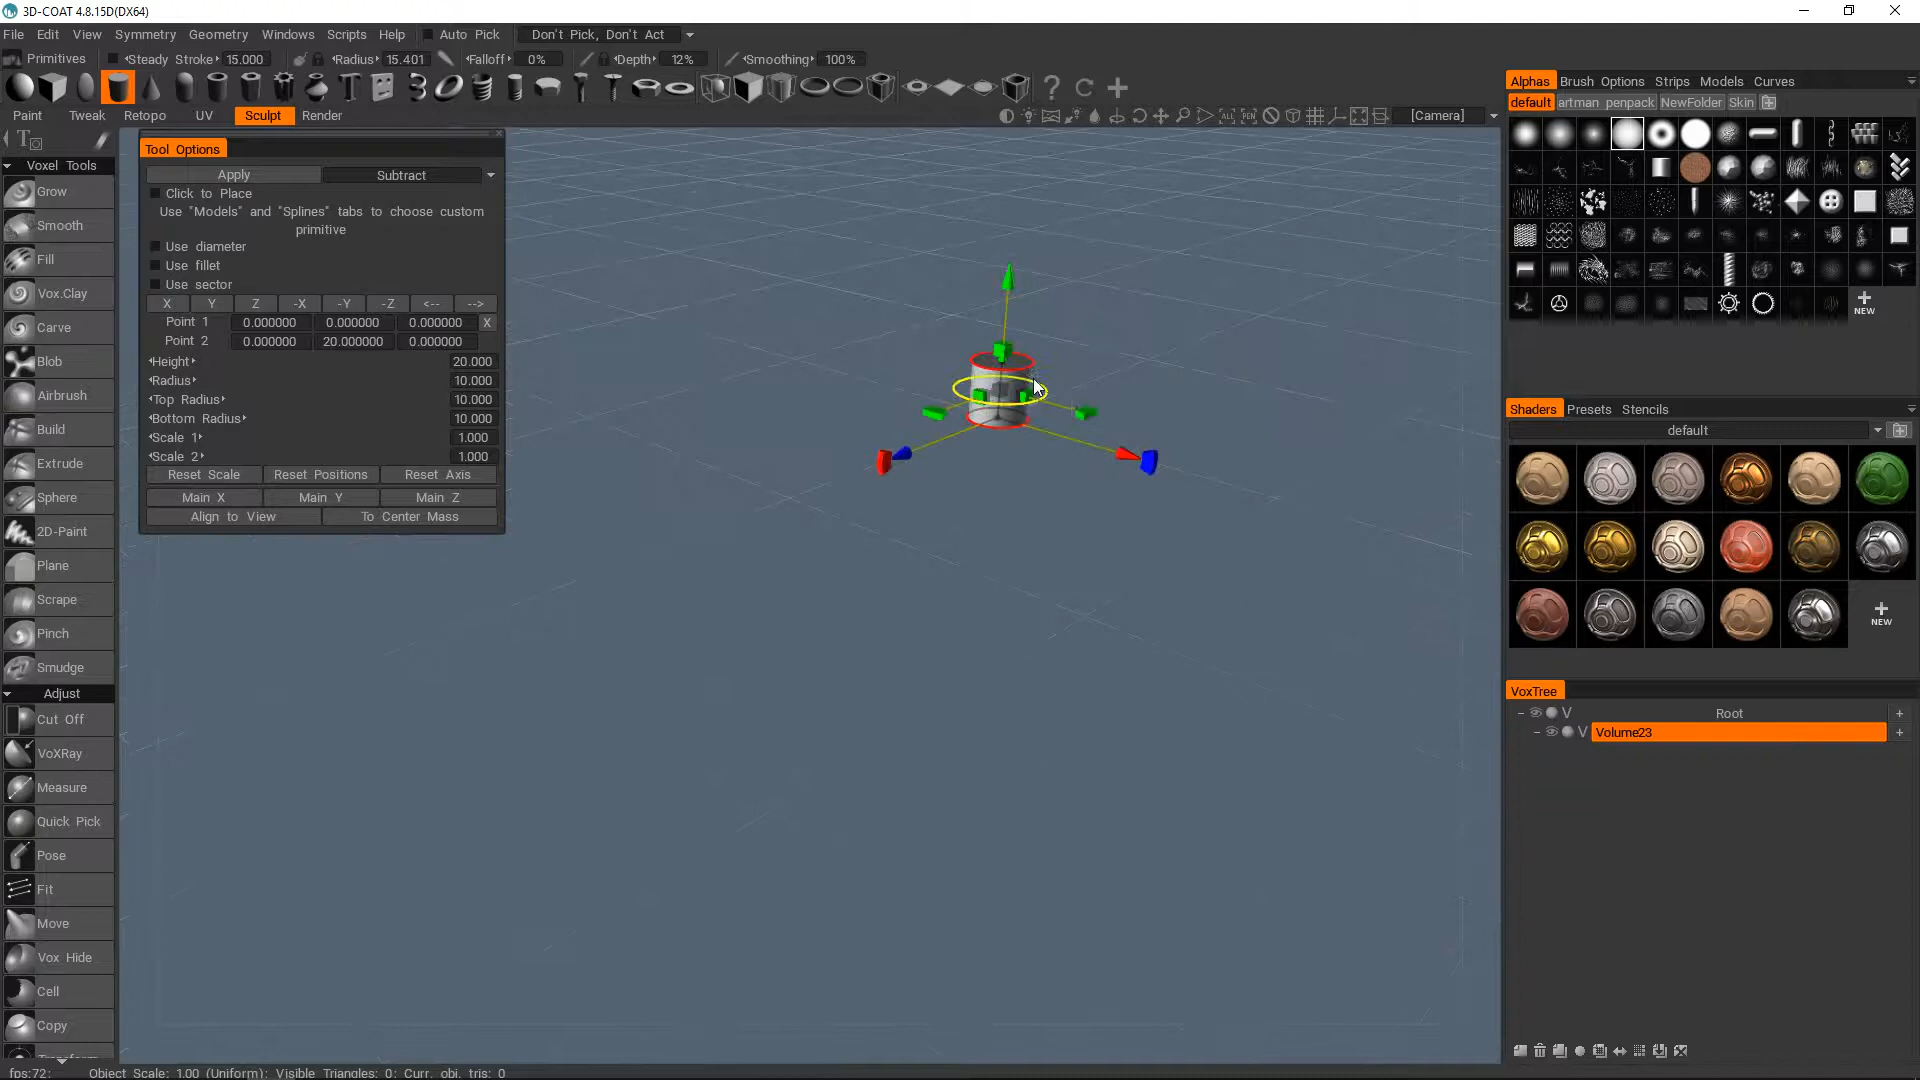 3D-COAT 4.8.15D(DX64)
File Edit View Symmetry Geometry Windows Scripts Help Auto Pick Don't Pick, Don't Act
Primitives Steady Stroke 15.000 Radius 15.401 Falloff 0% Depth 12% Smoothing 100%
Paint Tweak Retopo UV Sculpt Render [Camera]
Voxel Tools
Grow
Smooth
Fill
Vox.Clay
Carve
Blob
Airbrush
Build
Extrude
Sphere
2D-Paint
Plane
Scrape
Pinch
Smudge
Adjust
Cut Off
VoXRay
Measure
Quick Pick
Pose
Fit
Move
Vox Hide
Cell
Copy
Tool Options
Apply Subtract
Click to Place
Use "Models" and "Splines" tabs to choose custom
primitive
Use diameter
Use fillet
Use sector
X Y Z -X -Y -Z <-- -->
Point 1 0.000000 0.000000 0.000000 X
Point 2 0.000000 20.000000 0.000000
Height 20.000
Radius 10.000
Top Radius 10.000
Bottom Radius 10.000
Scale 1 1.000
Scale 2 1.000
Reset Scale Reset Positions Reset Axis
Main X Main Y Main Z
Align to View To Center Mass
Alphas Brush Options Strips Models Curves
default artman penpack NewFolder Skin
NEW
Shaders Presets Stencils
default
NEW
VoxTree
V Root +
V Volume23 +
fps:72; Object Scale: 1.00 (Uniform); Visible Triangles: 0; Curr. obj. tris: 0